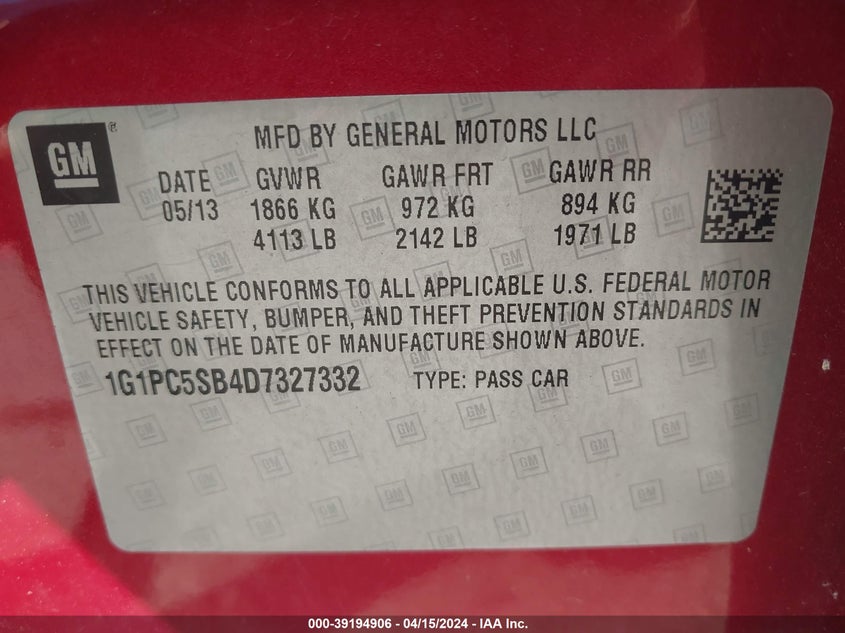 GM®
MFD BY GENERAL MOTORS LLC
DATE GVWR GAWR FRT GAWR RR
05/13 1866 KG 972 KG 894 KG
4113 LB 2142 LB 1971 LB
THIS VEHICLE CONFORMS TO ALL APPLICABLE U.S. FEDERAL MOTOR
VEHICLE SAFETY, BUMPER, AND THEFT PREVENTION STANDARDS IN
EFFECT ON THE DATE OF MANUFACTURE SHOWN ABOVE.
1G1PC5SB4D7327332 TYPE: PASS CAR
000-39194906 - 04/15/2024 - IAA Inc.